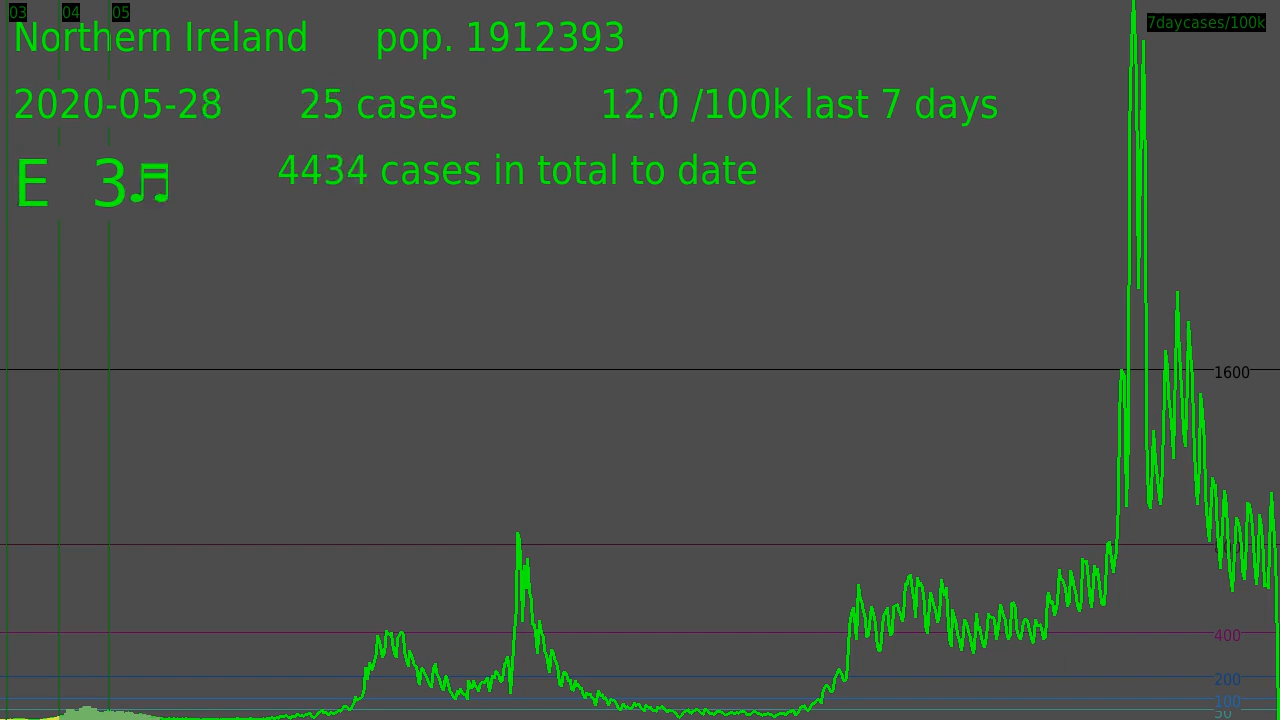 03 04 05 7daycases/100k
Northern Ireland pop. 1912393
2020-05-28 25 cases 12.0 /100k last 7 days
E 3♬ 4434 cases in total to date
1600
400
200
100
50